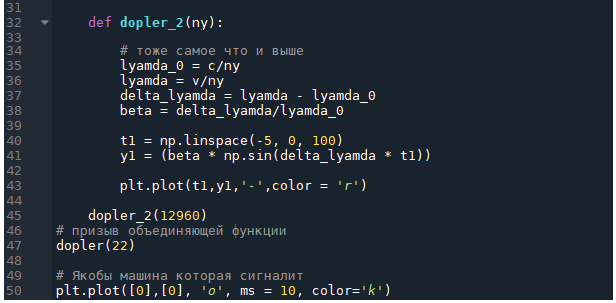 31
32 def dopler_2(ny):
33
34 # тоже самое что и выше
35 lyamda_0 = c/ny
36 lyamda = v/ny
37 delta_lyamda = lyamda - lyamda_0
38 beta = delta_lyamda/lyamda_0
39
40 t1 = np.linspace(-5, 0, 100)
41 y1 = (beta * np.sin(delta_lyamda * t1))
42
43 plt.plot(t1,y1,'-',color = 'r')
44
45 dopler_2(12960)
46 # призыв объединяющей функции
47 dopler(22)
48
49 # Якобы машина которая сигналит
50 plt.plot([0],[0], 'o', ms = 10, color='k')